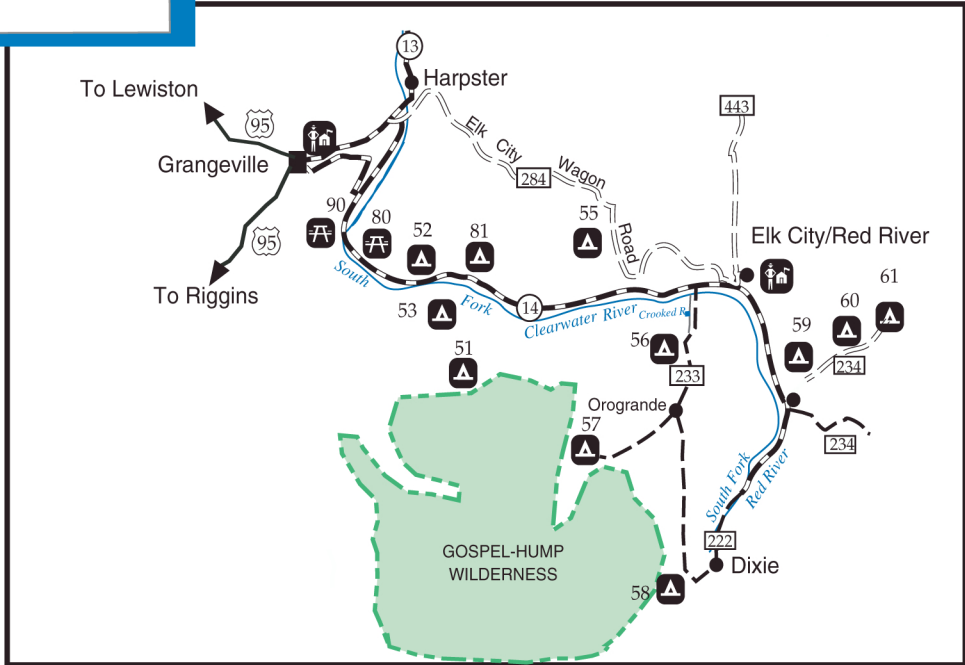 13
Harpster
To Lewiston
95
Grangeville
Elk City Wagon Road
284
443
90
80
52
81
55
Elk City/Red River
61
60
59
95
To Riggins
South Fork Clearwater River
14
Crooked R.
53
56
234
51
233
Orogrande
57
234
South Fork
Red River
GOSPEL-HUMP
WILDERNESS
222
Dixie
58